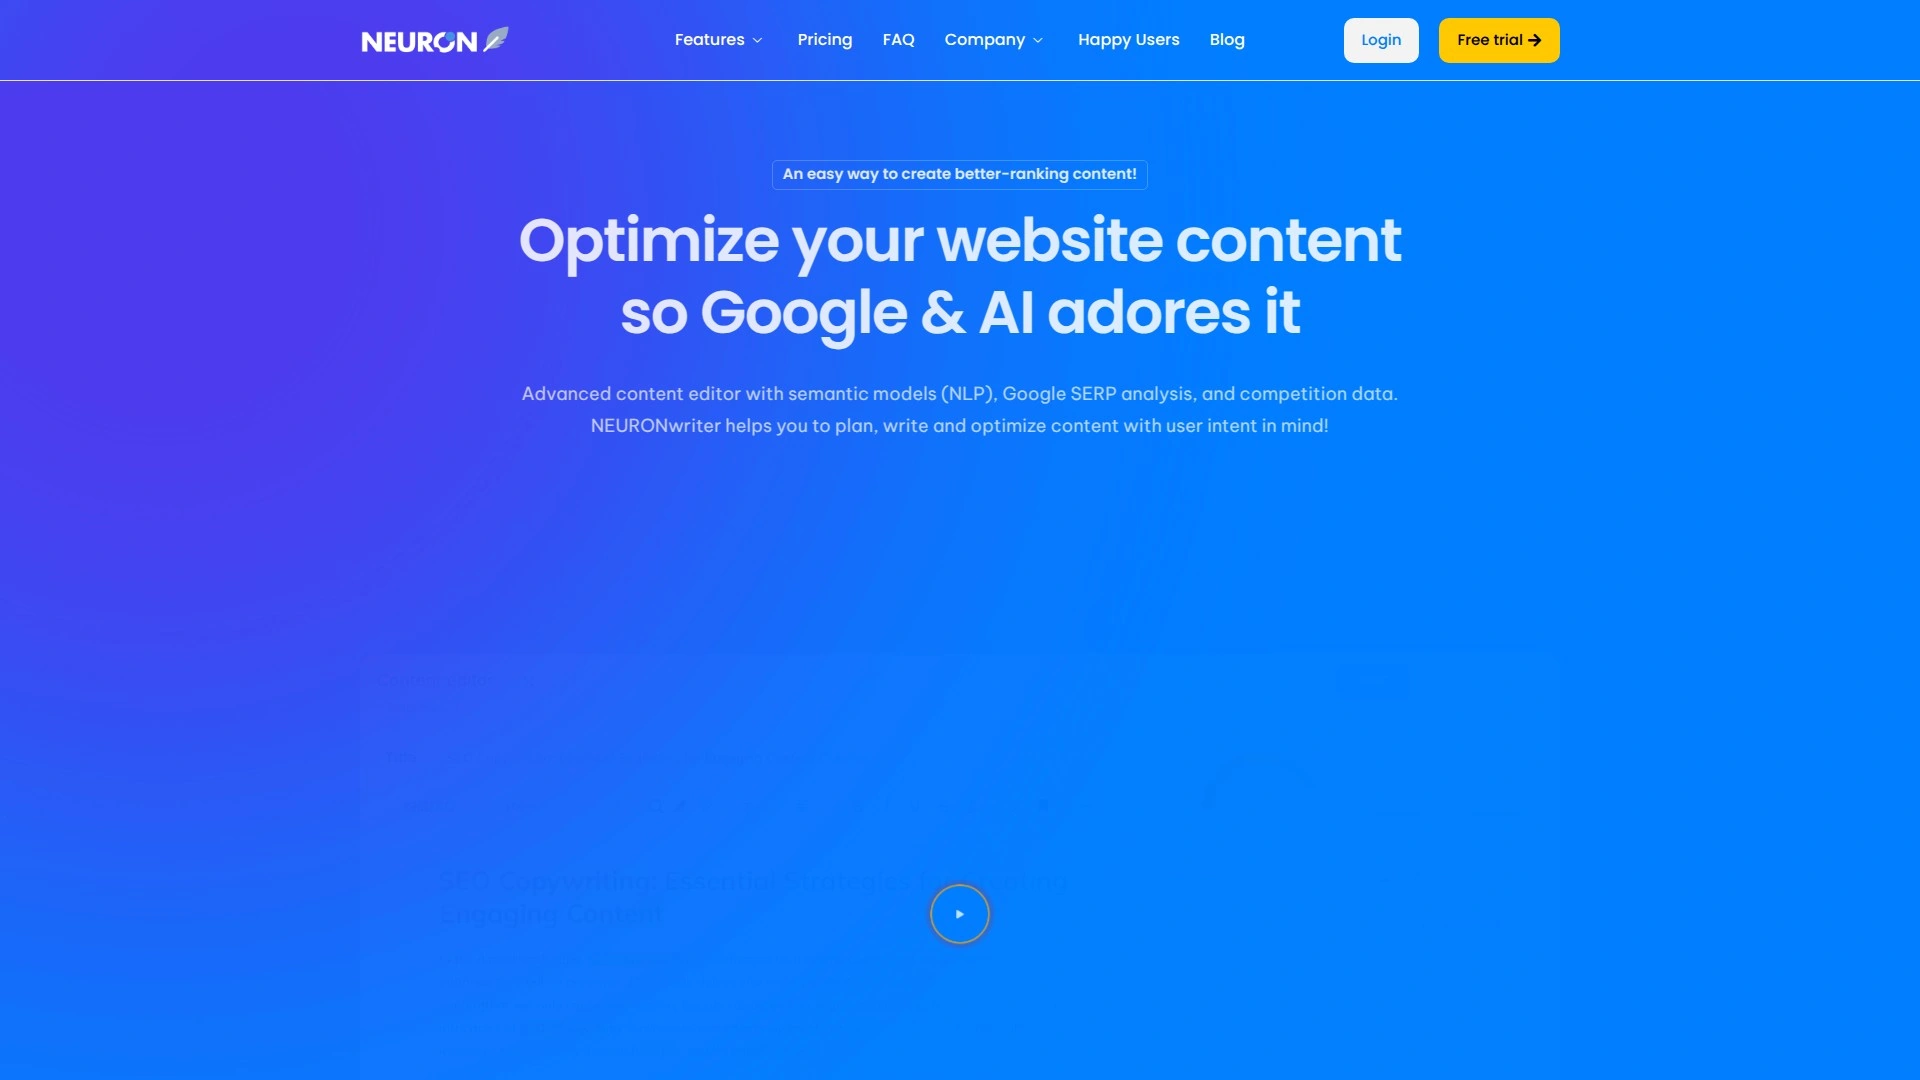 NEURON
Features
Pricing
FAQ
Company
Happy Users
Blog
Login
Free trial
An easy way to create better-ranking content!
Optimize your website content
so Google & AI adores it
Advanced content editor with semantic models (NLP), Google SERP analysis, and competition data.
NEURONwriter helps you to plan, write and optimize content with user intent in mind!
SEO Copywriting: Essential Strategies for Creating
Engaging Content